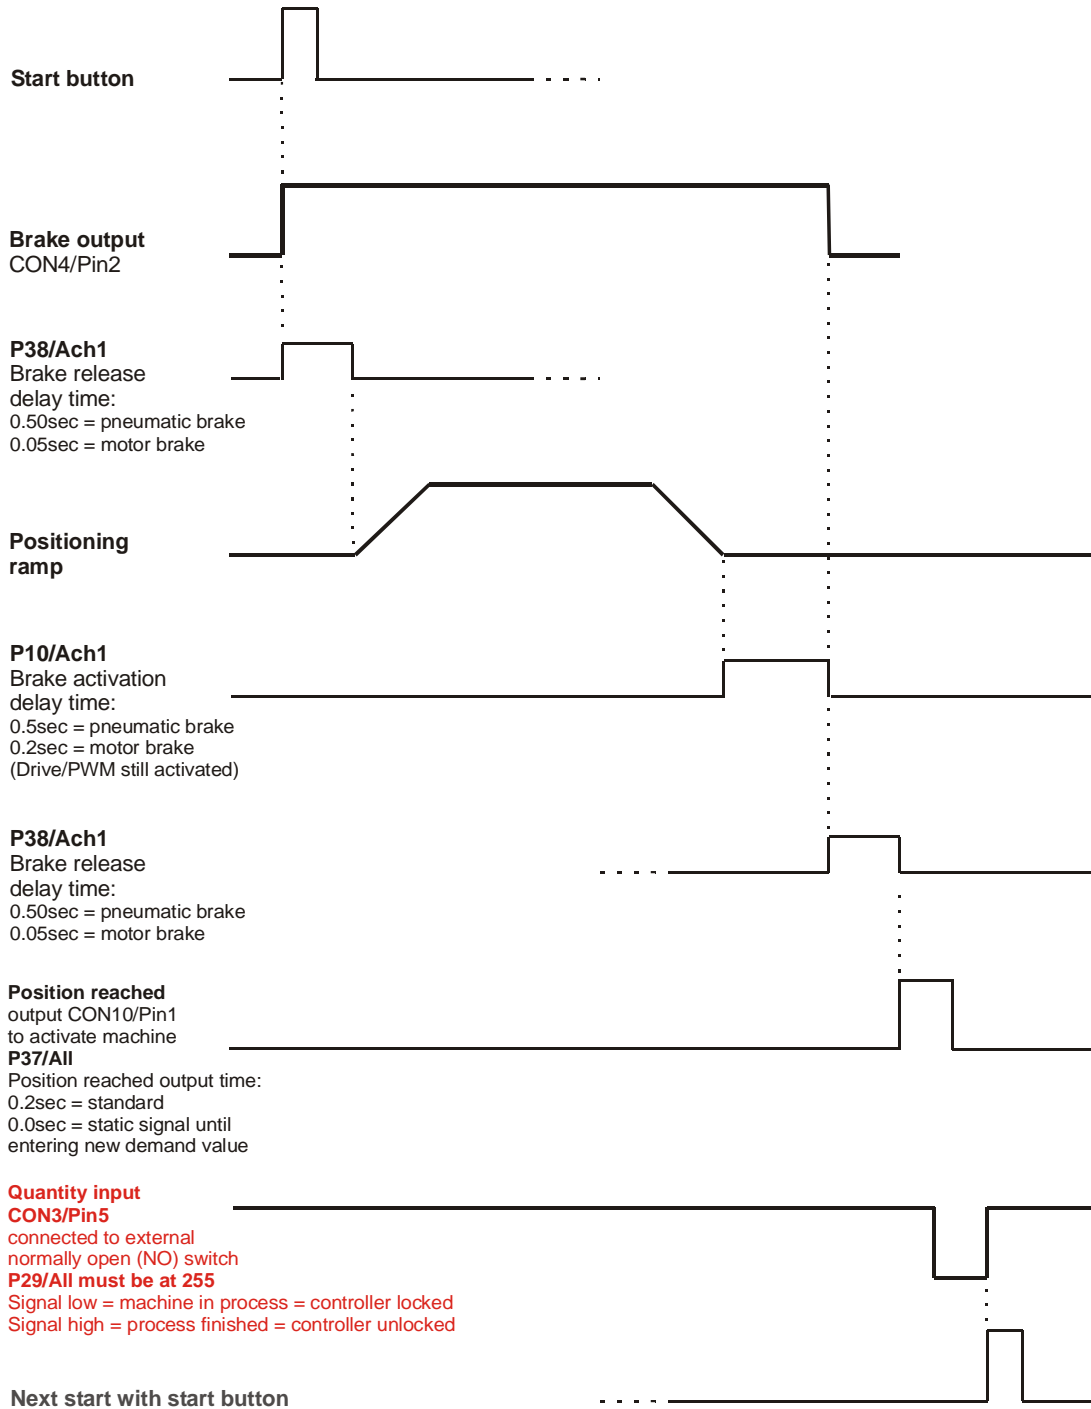 Start button
Brake output
CON4/Pin2
P38/Ach1
Brake release
delay time:
0.50sec = pneumatic brake
0.05sec = motor brake
Positioning
ramp
P10/Ach1
Brake activation
delay time:
0.5sec = pneumatic brake
0.2sec = motor brake
(Drive/PWM still activated)
P38/Ach1
Brake release
delay time:
0.50sec = pneumatic brake
0.05sec = motor brake
Position reached
output CON10/Pin1
to activate machine
P37/All
Position reached output time:
0.2sec = standard
0.0sec = static signal until
entering new demand value
Quantity input
CON3/Pin5
connected to external
normally open (NO) switch
P29/All must be at 255
Signal low = machine in process = controller locked
Signal high = process finished = controller unlocked
Next start with start button